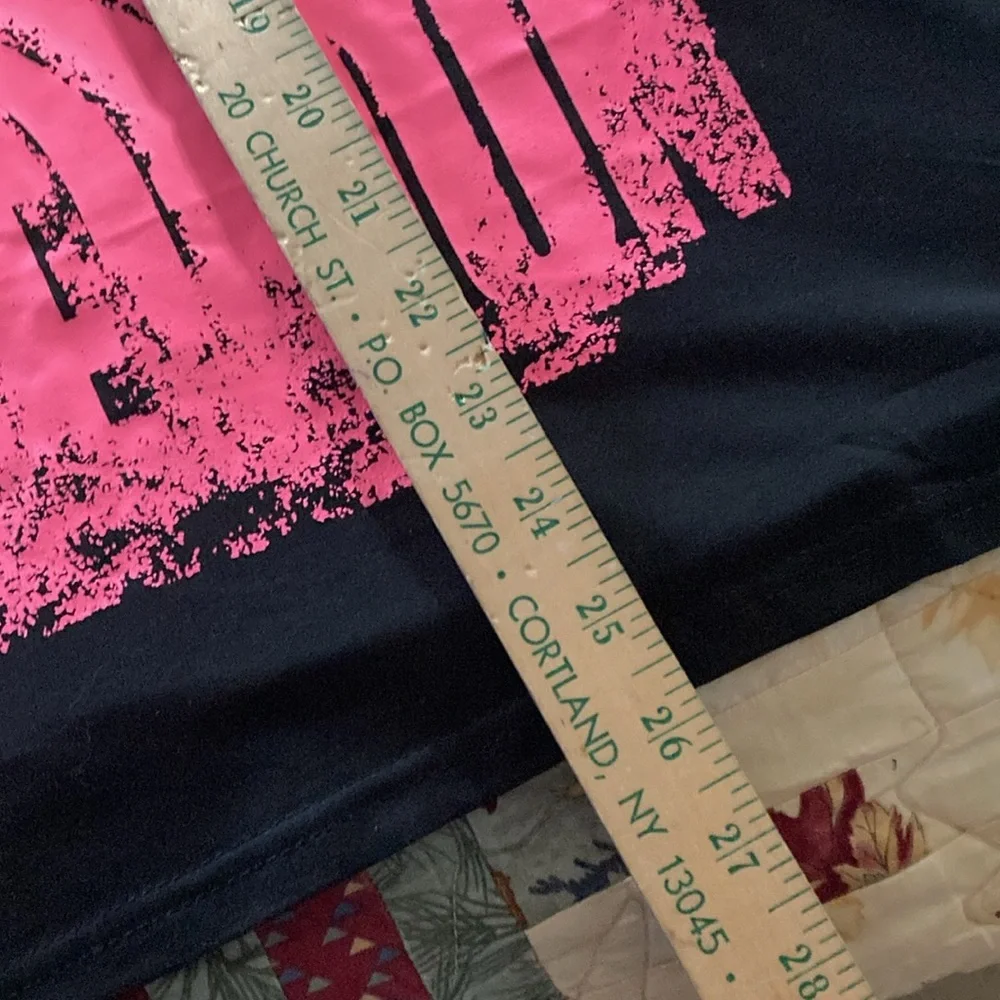 19 20 21 22 23 24 25 26 27 28
20 CHURCH ST. • P.O. BOX 5670 • CORTLAND, NY 13045 •